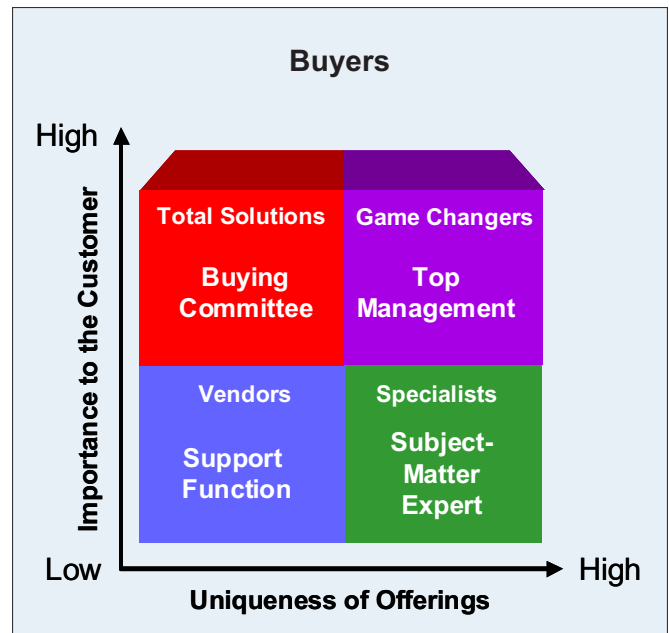 Buyers
High
Importance to the Customer
Total Solutions
Buying
Committee
Game Changers
Top
Management
Vendors
Support
Function
Specialists
Subject-
Matter
Expert
Low
High
Uniqueness of Offerings